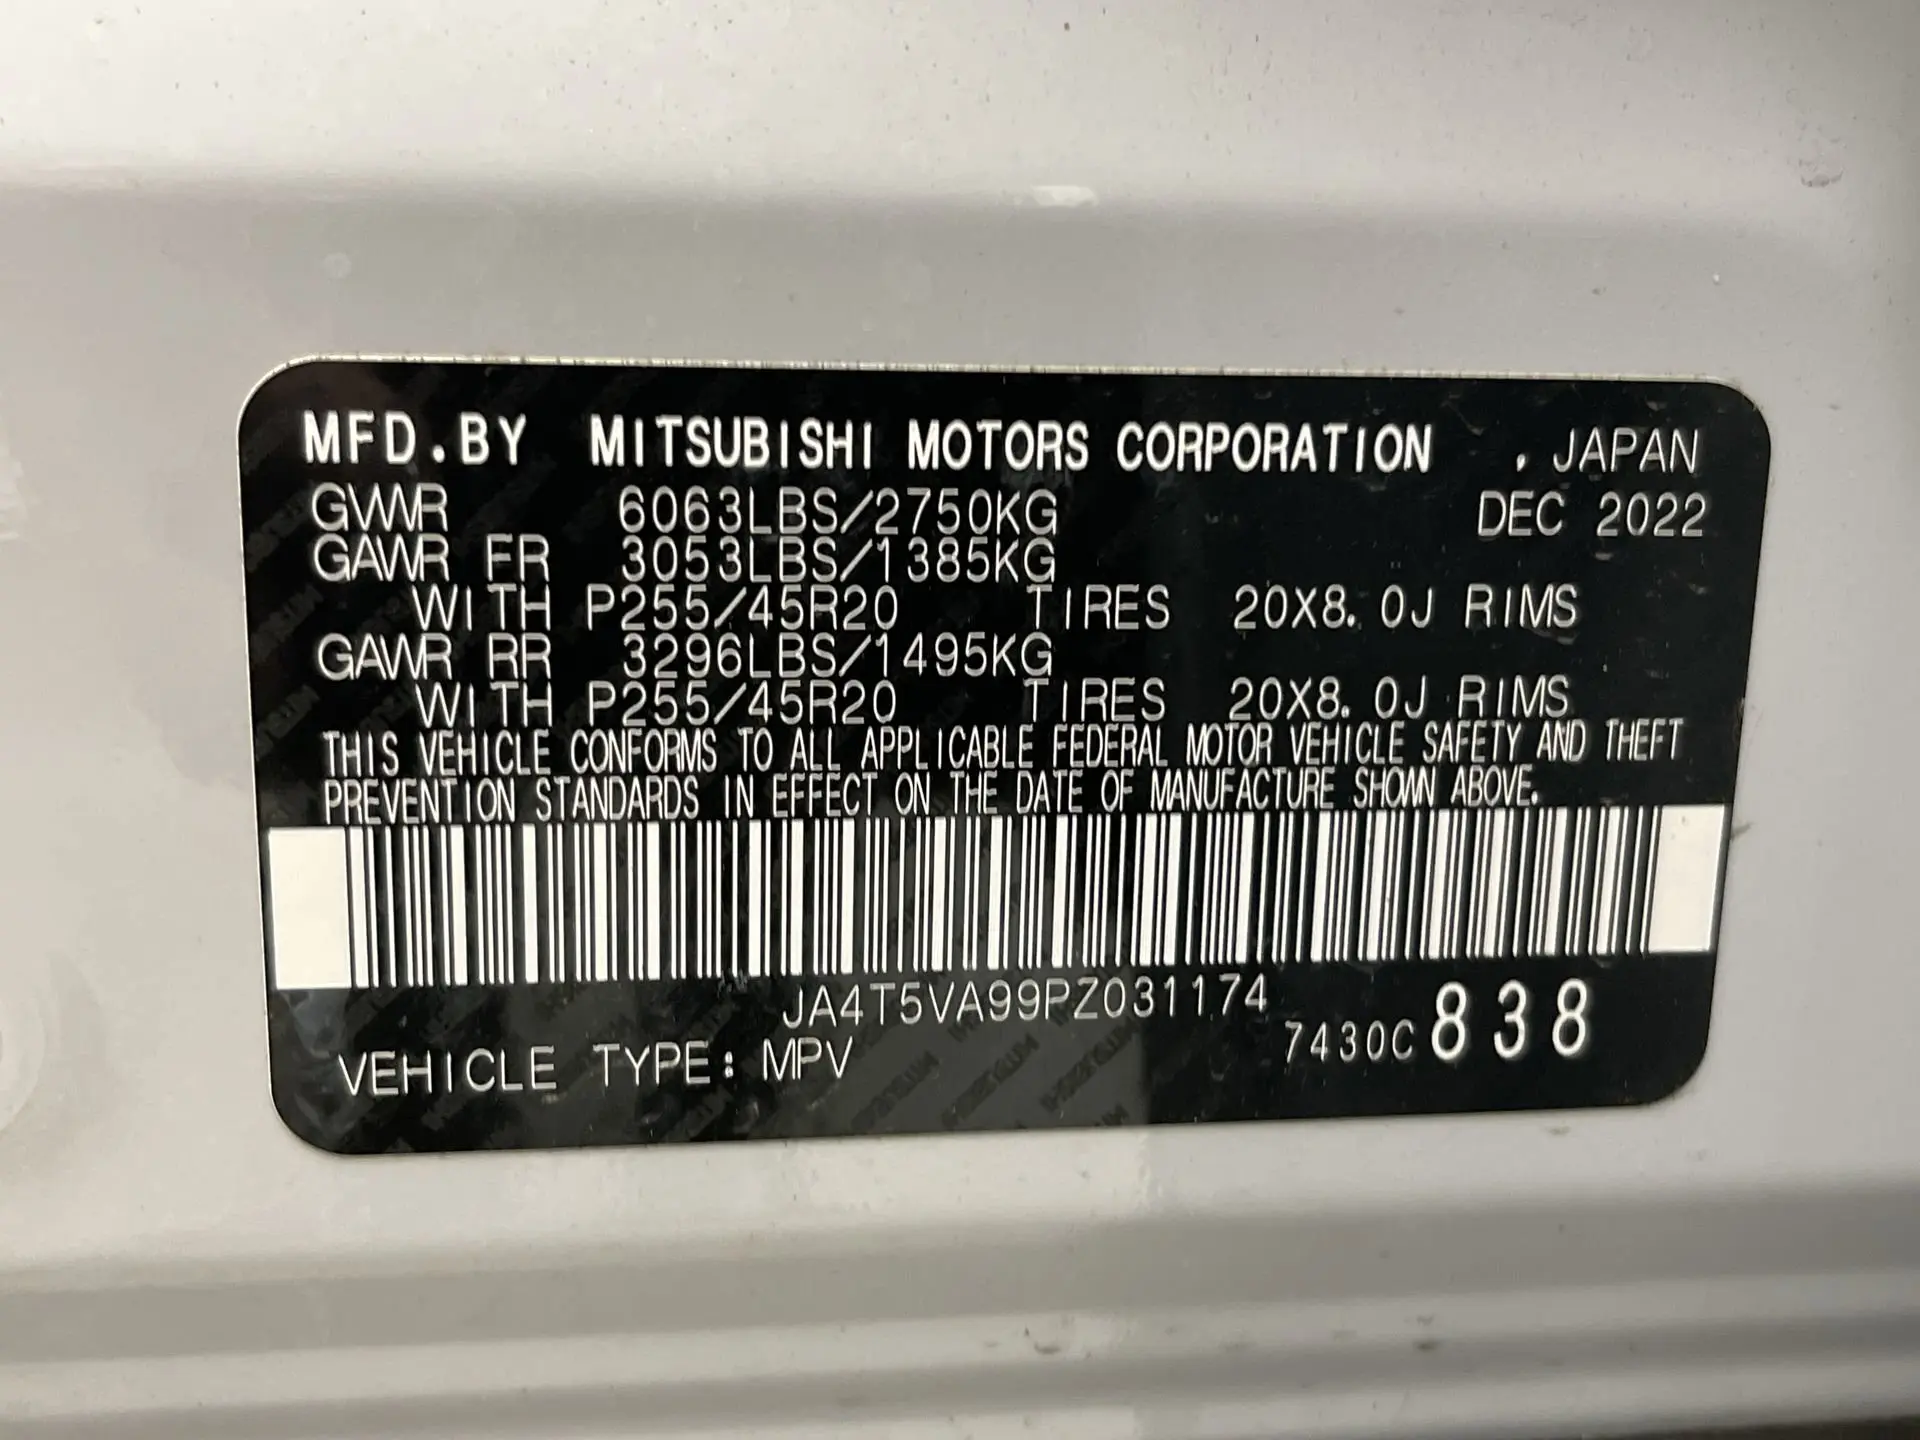 MFD.BY MITSUBISHI MOTORS CORPORATION , JAPAN
GVWR 6063LBS/2750KG DEC 2022
GAWR FR 3053LBS/1385KG
WITH P255/45R20 TIRES 20X8.0J RIMS
GAWR RR 3296LBS/1495KG
WITH P255/45R20 TIRES 20X8.0J RIMS
THIS VEHICLE CONFORMS TO ALL APPLICABLE FEDERAL MOTOR VEHICLE SAFETY AND THEFT
PREVENTION STANDARDS IN EFFECT ON THE DATE OF MANUFACTURE SHOWN ABOVE.
JA4T5VA99PZ031174
VEHICLE TYPE: MPV 7430C 838